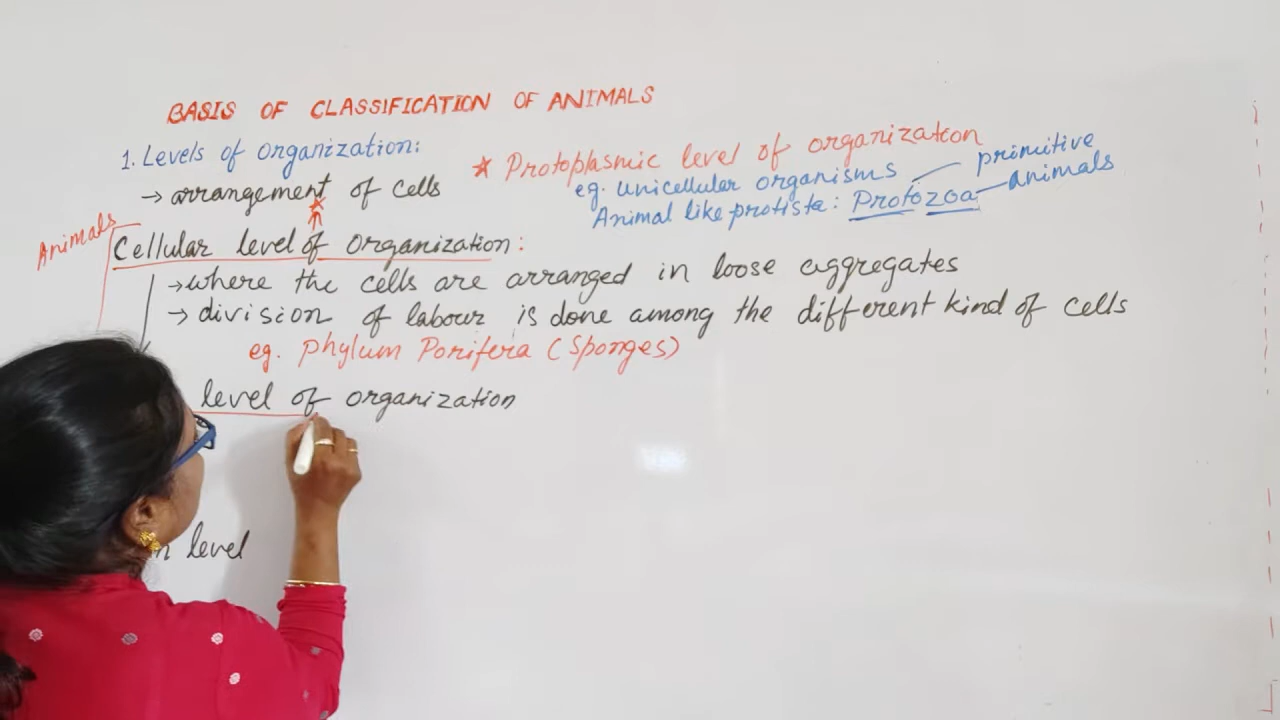 BASIS OF CLASSIFICATION OF ANIMALS
1. Levels of organization:
→ arrangement of cells
* Protoplasmic level of organization
eg. unicellular organisms
primitive animals
Animal like protista: Protozoa
Animals
Cellular level of organization:
→ where the cells are arranged in loose aggregates
→ division of labour is done among the different kind of cells
eg. Phylum Porifera (Sponges)
level of organization
level